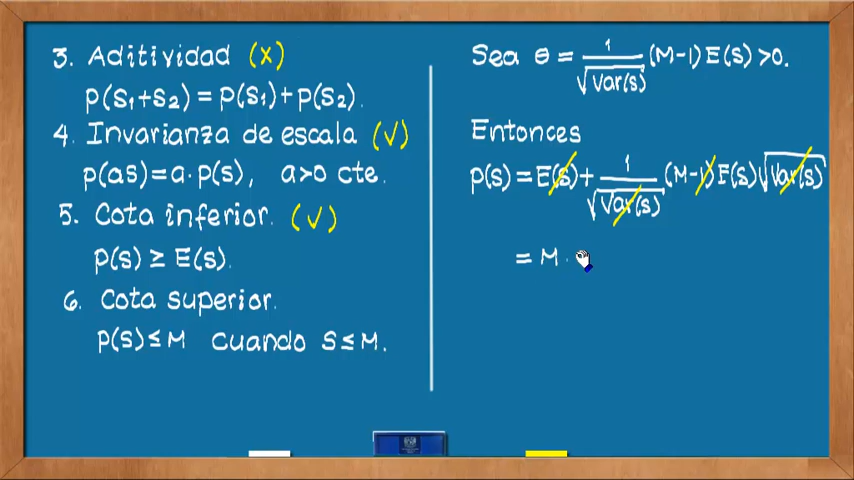 3. Aditividad (x)
p(S₁+S₂) = p(S₁)+p(S₂).
4. Invarianza de escala (√)
p(aS)=a·p(S), a>0 cte.
5. Cota inferior. (√)
p(S) ≥ E(S).
6. Cota superior.
p(S) ≤ M cuando S ≤ M.
Sea θ = 1/√Var(S) (M-1) E(S) >0.
Entonces
p(S) = E(S) + 1/√Var(S) (M-1) E(S) √Var(S)
= M ·